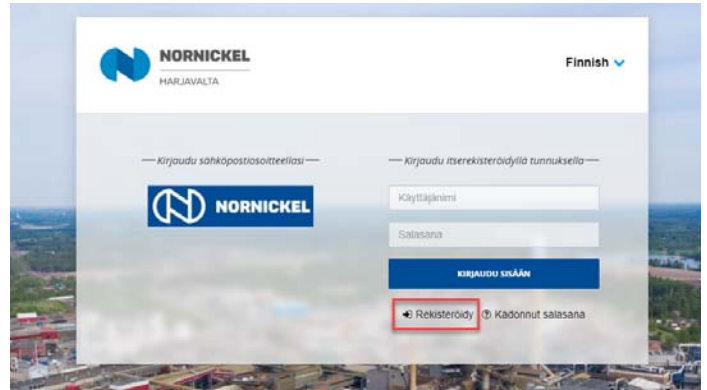 NORNICKEL
HARJAVALTA
Finnish
Kirjaudu sähköpostiosoitteellasi
NORNICKEL
Kirjaudu itserekisteröidyllä tunnuksella
Käyttäjänimi
Salasana
KIRJAUDU SISÄÄN
Rekisteröidy Kadonnut salasana